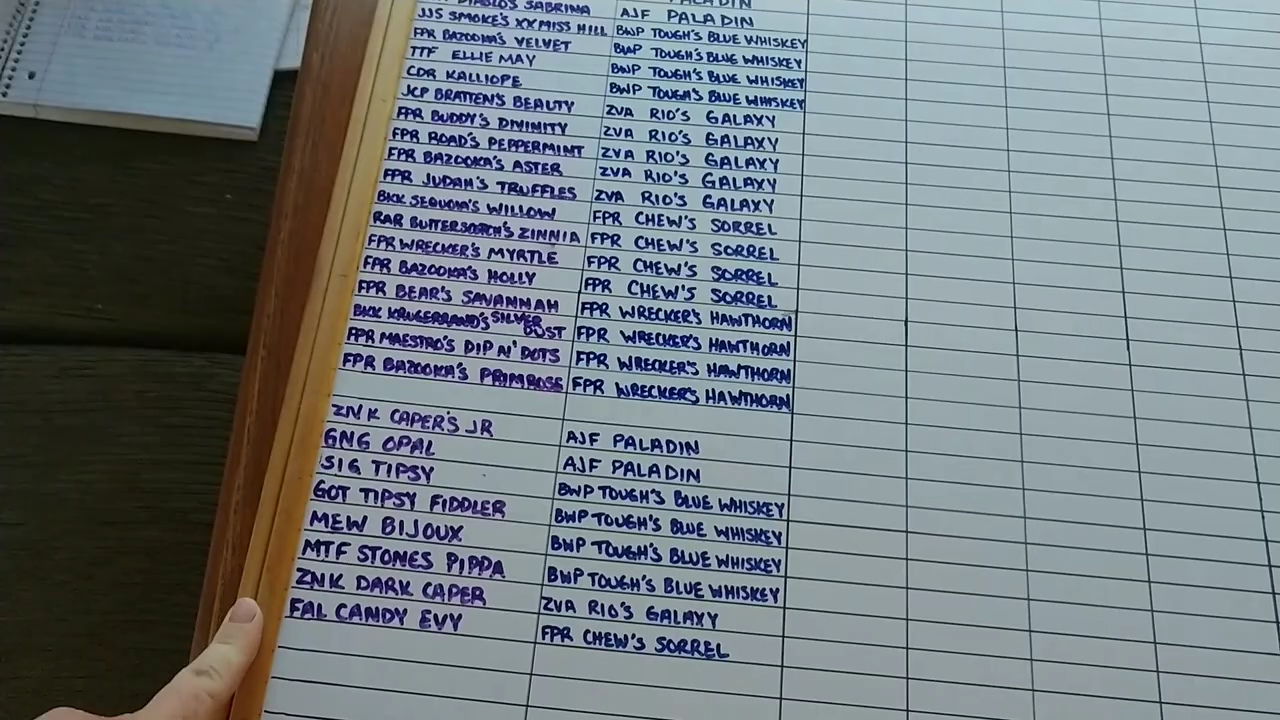 PALADIN
DIABLO'S SABRINA AJF PALADIN
JJS SMOKE'S XX MISS HILL BWP TOUGH'S BLUE WHISKEY
FPR BAZOOKA'S VELVET BWP TOUGH'S BLUE WHISKEY
TTF ELLIE MAY BWP TOUGH'S BLUE WHISKEY
CDR KALLIOPE BWP TOUGH'S BLUE WHISKEY
JCP BRATTEN'S BEAUTY ZVA RIO'S GALAXY
FPR BUDDY'S DIVINITY ZVA RIO'S GALAXY
FPR ROAD'S PEPPERMINT ZVA RIO'S GALAXY
FPR BAZOOKA'S ASTER ZVA RIO'S GALAXY
FPR JUDAH'S TRUFFLES ZVA RIO'S GALAXY
BKK SEQUOIA'S WILLOW FPR CHEW'S SORREL
RAR BUTTERSCOTCH'S ZINNIA FPR CHEW'S SORREL
FPR WRECKER'S MYRTLE FPR CHEW'S SORREL
FPR BAZOOKA'S HOLLY FPR CHEW'S SORREL
FPR BEAR'S SAVANNAH FPR WRECKER'S HAWTHORN
BKK KRUGERRAND'S SILVER DUST FPR WRECKER'S HAWTHORN
FPR MAESTRO'S DIP N' DOTS FPR WRECKER'S HAWTHORN
FPR BAZOOKA'S PRIMROSE FPR WRECKER'S HAWTHORN
ZNK CAPER'S JR AJF PALADIN
GNG OPAL AJF PALADIN
SIG TIPSY BWP TOUGH'S BLUE WHISKEY
GOT TIPSY FIDDLER BWP TOUGH'S BLUE WHISKEY
MEW BIJOUX BWP TOUGH'S BLUE WHISKEY
MTF STONES PIPPA BWP TOUGH'S BLUE WHISKEY
ZNK DARK CAPER ZVA RIO'S GALAXY
FAL CANDY EVY FPR CHEW'S SORREL